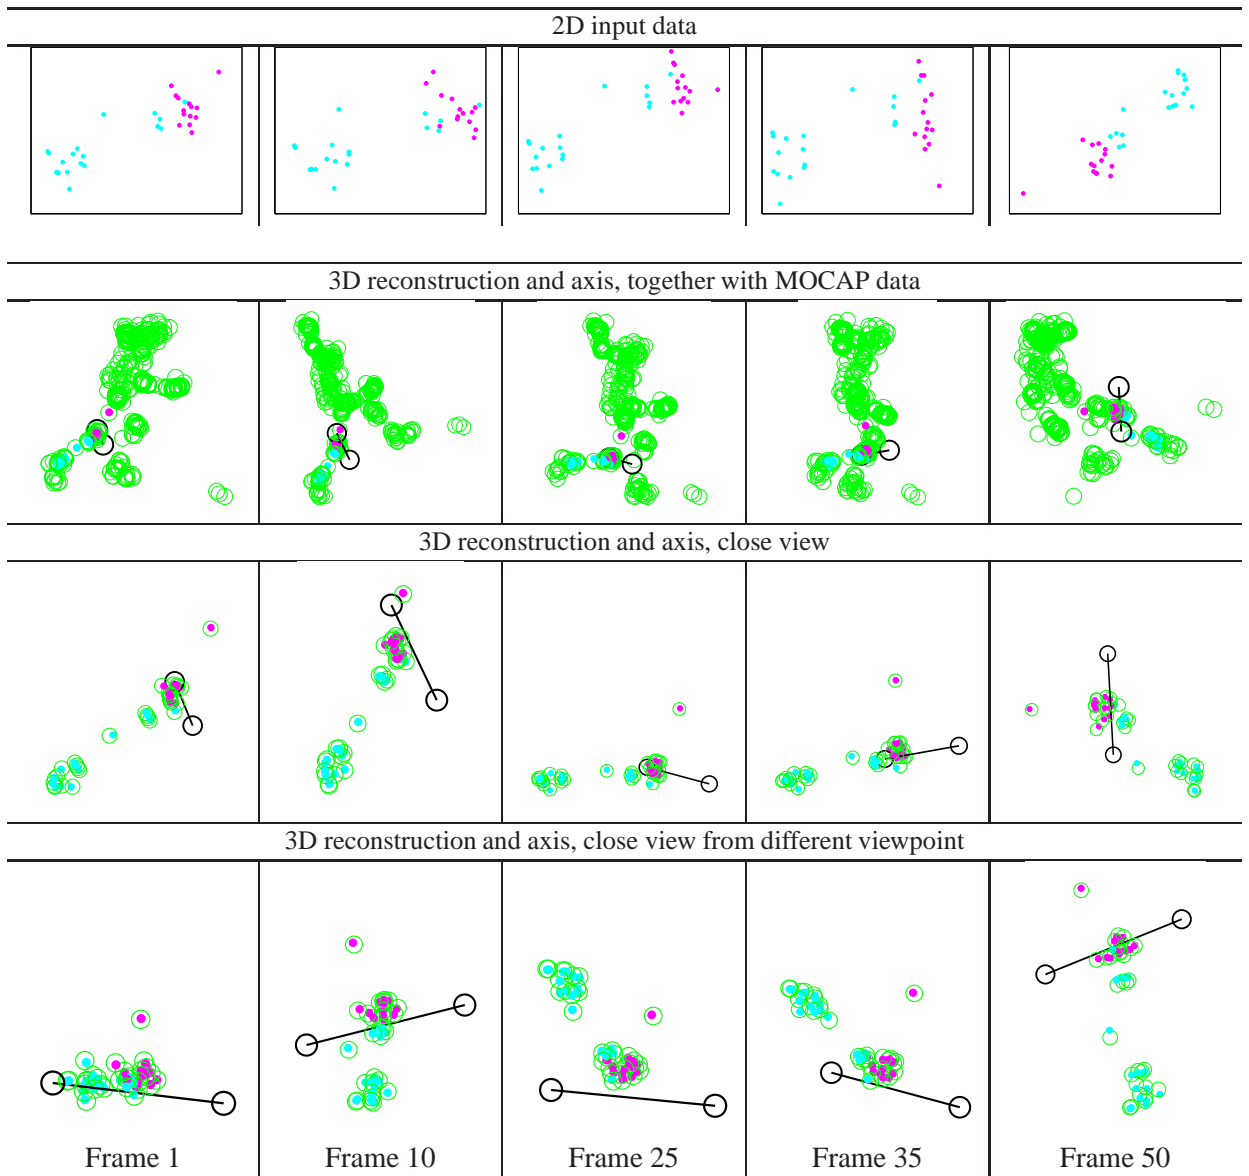 2D input data
3D reconstruction and axis, together with MOCAP data
3D reconstruction and axis, close view
3D reconstruction and axis, close view from different viewpoint
Frame 1
Frame 10
Frame 25
Frame 35
Frame 50